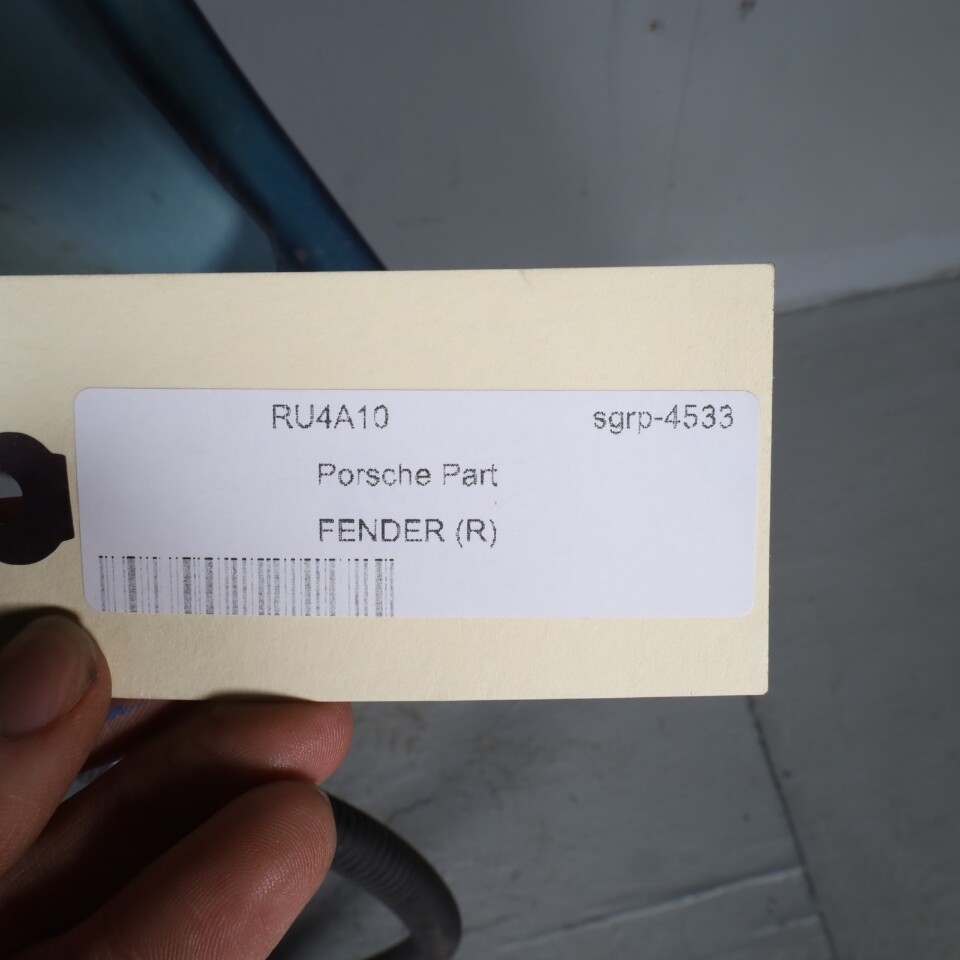 RU4A10 sgrp-4533
Porsche Part
FENDER (R)